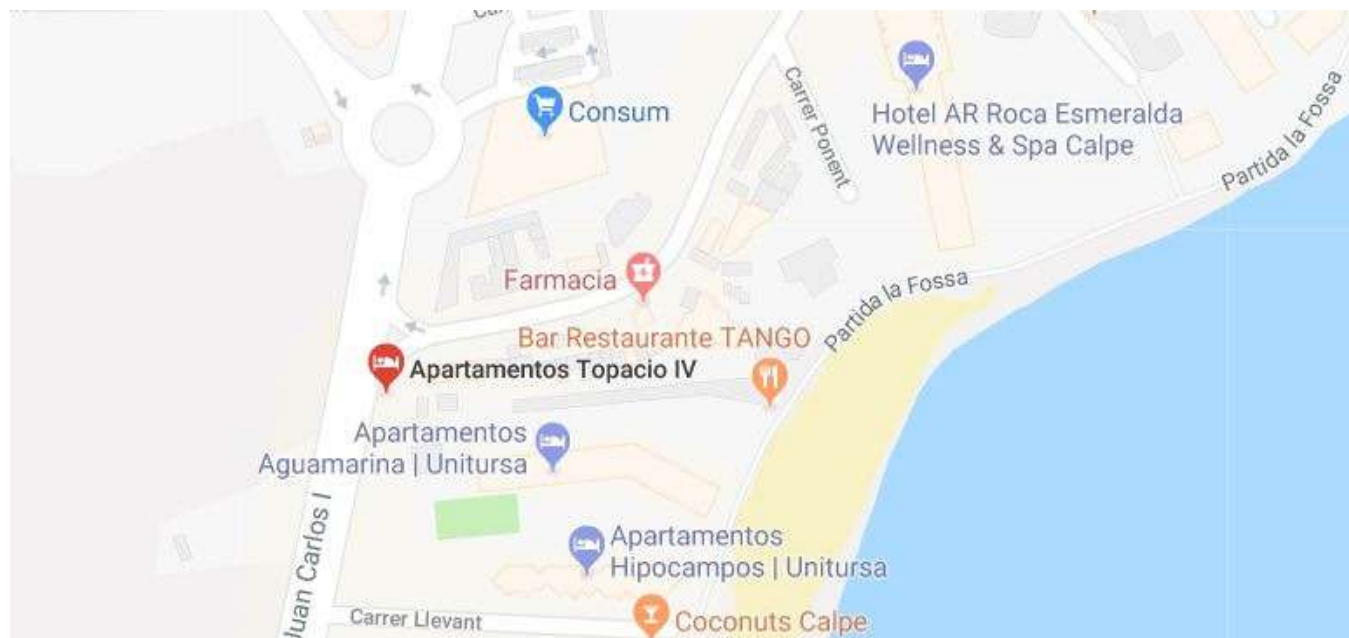 Consum
Carrer Ponent
Hotel AR Roca Esmeralda
Wellness & Spa Calpe
Partida la Fossa
Farmacia
Partida la Fossa
Bar Restaurante TANGO
Apartamentos Topacio IV
Apartamentos
Aguamarina | Unitursa
Juan Carlos I
Apartamentos
Hipocampos | Unitursa
Carrer Llevant
Coconuts Calpe